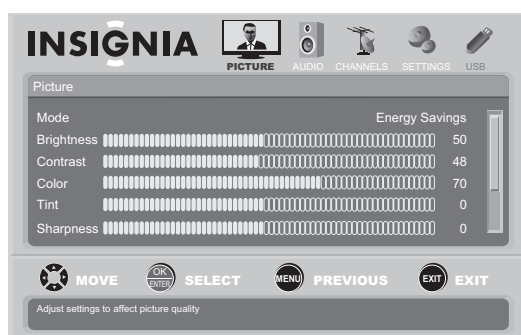 INSIGNIA
PICTURE AUDIO CHANNELS SETTINGS USB
Picture
Mode Energy Savings
Brightness 50
Contrast 48
Color 70
Tint 0
Sharpness 0
MOVE OK ENTER SELECT MENU PREVIOUS EXIT EXIT
Adjust settings to affect picture quality